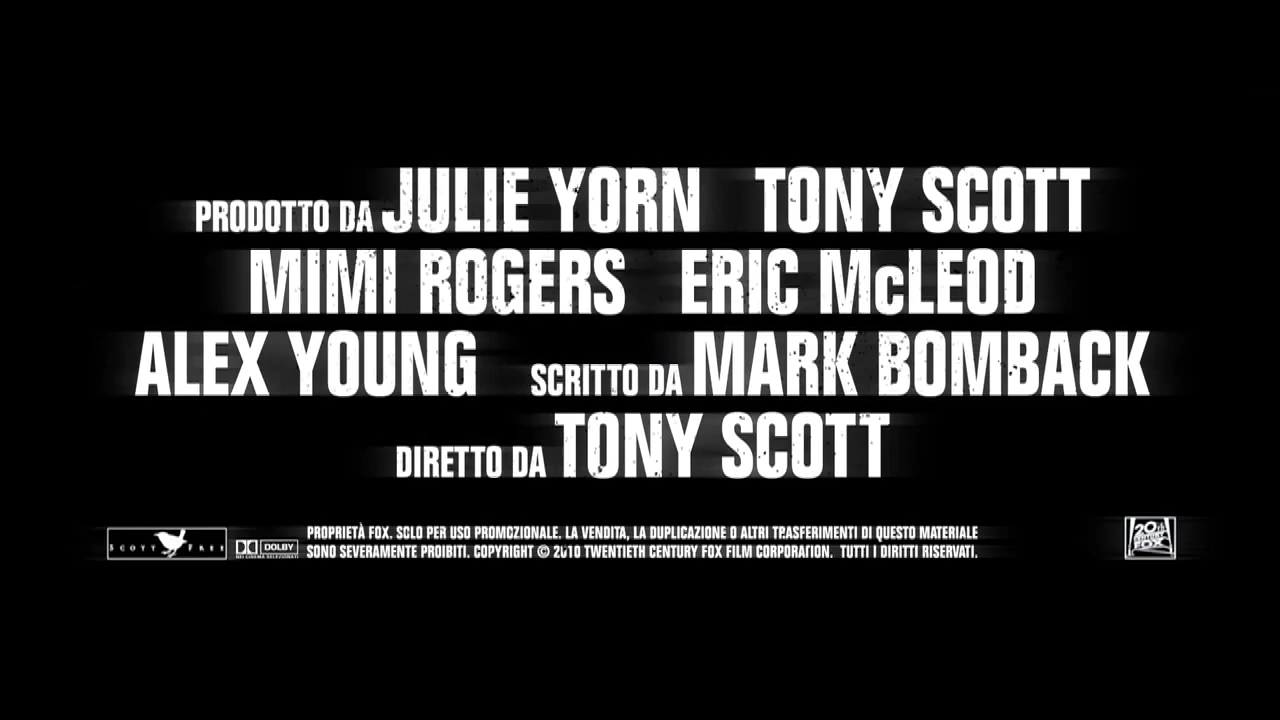 PRODOTTO DA JULIE YORN TONY SCOTT
MIMI ROGERS ERIC McLEOD
ALEX YOUNG SCRITTO DA MARK BOMBACK
DIRETTO DA TONY SCOTT
SCOTT FREE
DOLBY
PROPRIETÀ FOX. SOLO PER USO PROMOZIONALE. LA VENDITA, LA DUPLICAZIONE O ALTRI TRASFERIMENTI DI QUESTO MATERIALE
SONO SEVERAMENTE PROIBITI. COPYRIGHT © 2010 TWENTIETH CENTURY FOX FILM CORPORATION. TUTTI I DIRITTI RISERVATI.
20th CENTURY FOX